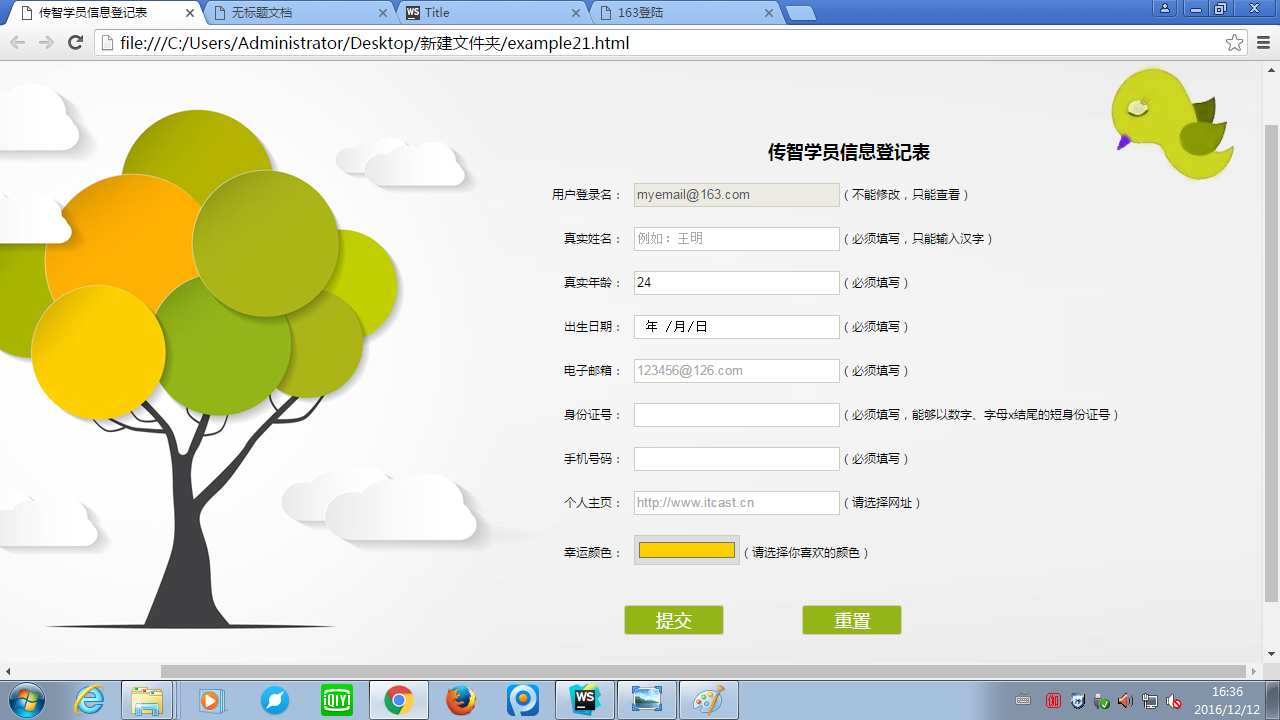 传智学员信息登记表
无标题文档
WS Title
163登陆
file:///C:/Users/Administrator/Desktop/新建文件夹/example21.html
传智学员信息登记表
用户登录名： myemail@163.com （不能修改，只能查看）
真实姓名： 例如：王明 （必须填写，只能输入汉字）
真实年龄： 24 （必须填写）
出生日期： 年 /月/日 （必须填写）
电子邮箱： 123456@126.com （必须填写）
身份证号： （必须填写，能够以数字、字母x结尾的短身份证号）
手机号码： （必须填写）
个人主页： http://www.itcast.cn （请选择网址）
幸运颜色： （请选择你喜欢的颜色）
提交 重置
iQIYI
WS
16:36
2016/12/12